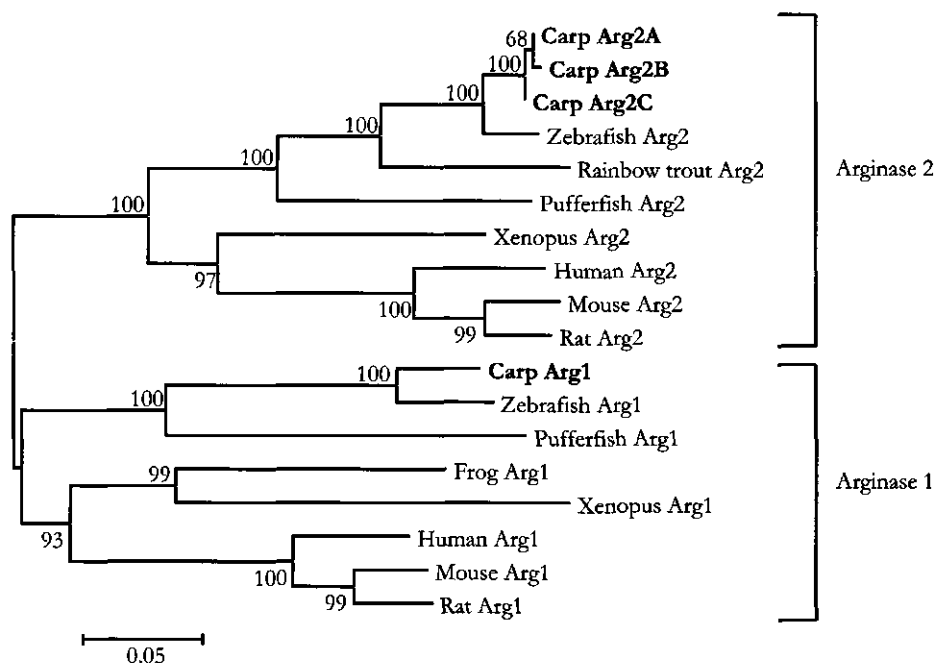 68
Carp Arg2A
100
Carp Arg2B
100
Carp Arg2C
100
Zebrafish Arg2
100
Rainbow trout Arg2
Arginase 2
100
Pufferfish Arg2
Xenopus Arg2
97
Human Arg2
100
Mouse Arg2
99
Rat Arg2
100
Carp Arg1
100
Zebrafish Arg1
Pufferfish Arg1
99
Frog Arg1
Arginase 1
Xenopus Arg1
93
Human Arg1
100
Mouse Arg1
99
Rat Arg1
0.05